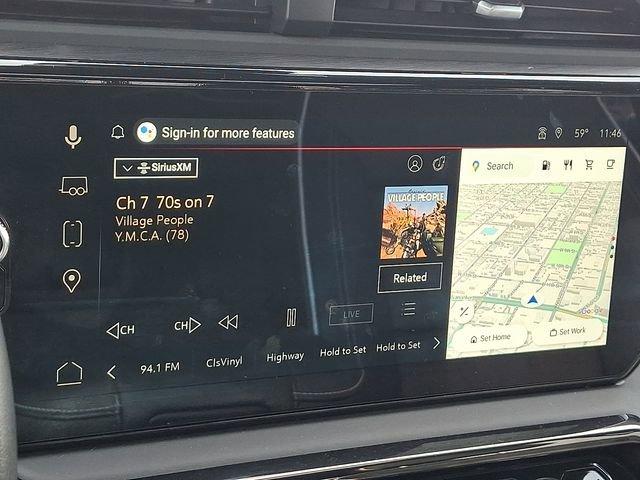 Sign-in for more features
59° 11:46
SiriusXM
Ch 7 70s on 7
Village People
Y.M.C.A. (78)
VILLAGE PEOPLE
Related
Search
CH
CH
LIVE
94.1 FM
ClsVinyl
Highway
Hold to Set
Hold to Set
Google
Set Home
Set Work